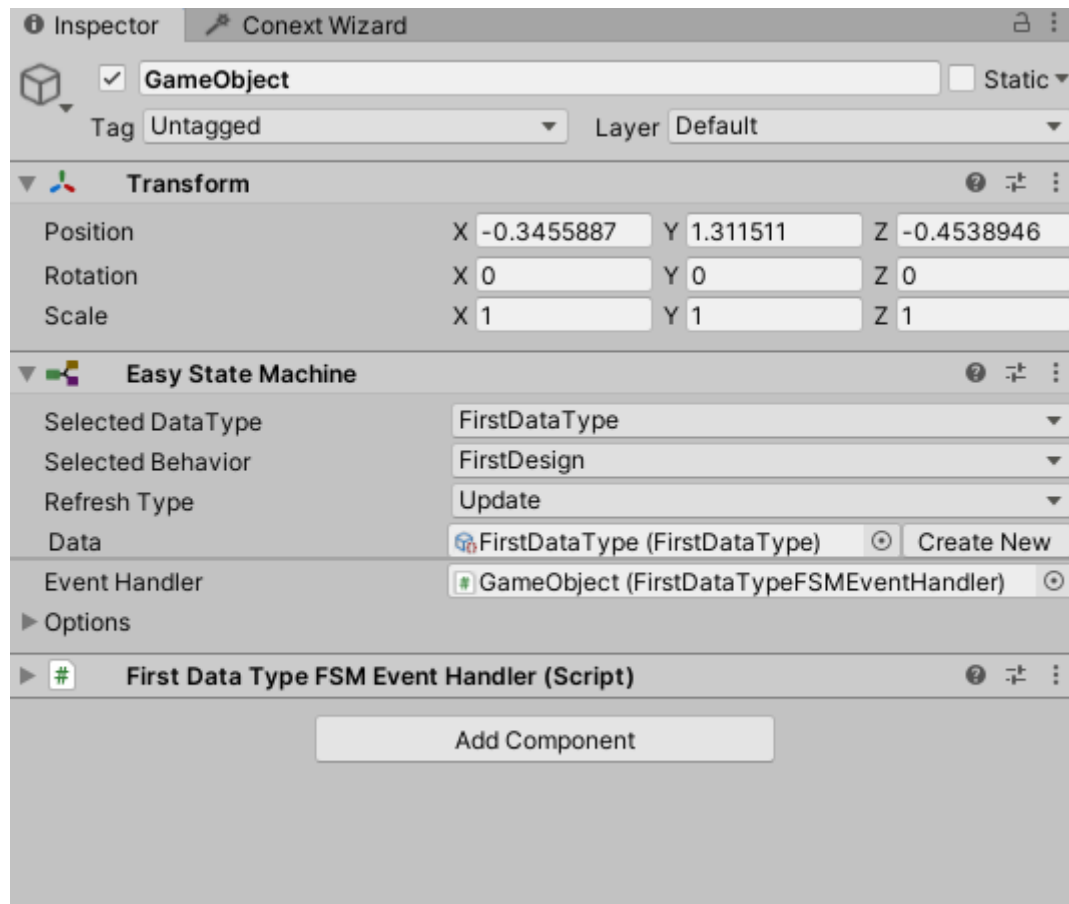 Inspector Conext Wizard
GameObject Static
Tag Untagged Layer Default
Transform
Position X -0.3455887 Y 1.311511 Z -0.4538946
Rotation X 0 Y 0 Z 0
Scale X 1 Y 1 Z 1
Easy State Machine
Selected DataType FirstDataType
Selected Behavior FirstDesign
Refresh Type Update
Data FirstDataType (FirstDataType) Create New
Event Handler # GameObject (FirstDataTypeFSMEventHandler)
Options
# First Data Type FSM Event Handler (Script)
Add Component